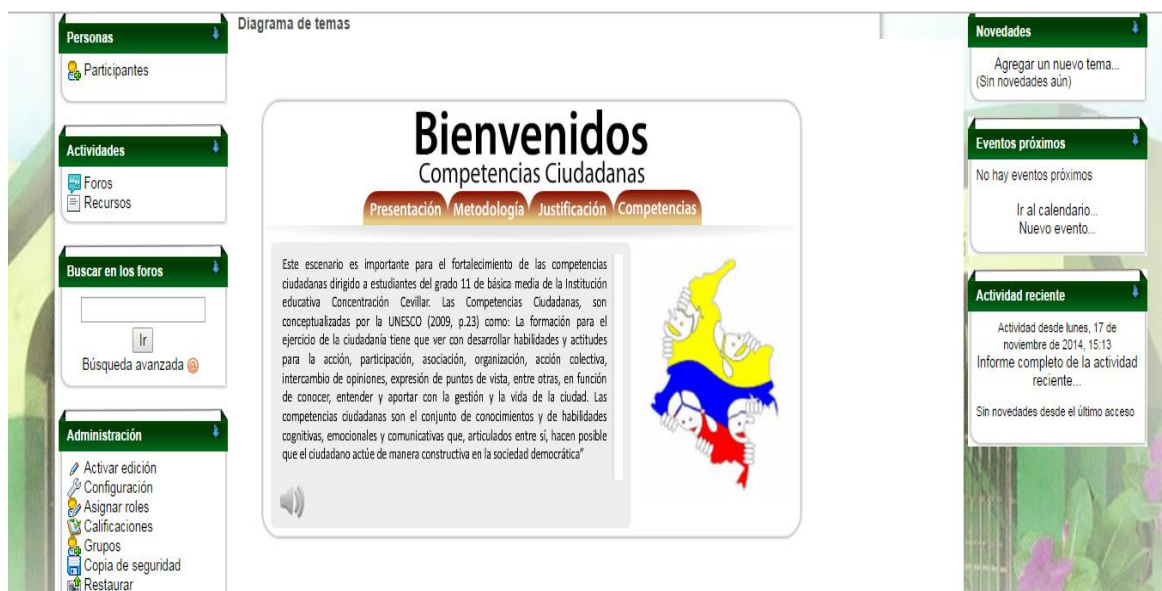 Personas
Participantes
Actividades
Foros
Recursos
Buscar en los foros
Ir
Búsqueda avanzada
Administración
Activar edición
Configuración
Asignar roles
Calificaciones
Grupos
Copia de seguridad
Restaurar
Diagrama de temas
Bienvenidos
Competencias Ciudadanas
Presentación Metodología Justificación Competencias
Este escenario es importante para el fortalecimiento de las competencias
ciudadanas dirigido a estudiantes del grado 11 de básica media de la Institución
educativa Concentración Cevillar. Las Competencias Ciudadanas, son
conceptualizadas por la UNESCO (2009, p.23) como: La formación para el
ejercicio de la ciudadanía tiene que ver con desarrollar habilidades y actitudes
para la acción, participación, asociación, organización, acción colectiva,
intercambio de opiniones, expresión de puntos de vista, entre otras, en función
de conocer, entender y aportar con la gestión y la vida de la ciudad. Las
competencias ciudadanas son el conjunto de conocimientos y de habilidades
cognitivas, emocionales y comunicativas que, articulados entre sí, hacen posible
que el ciudadano actúe de manera constructiva en la sociedad democrática”
Novedades
Agregar un nuevo tema...
(Sin novedades aún)
Eventos próximos
No hay eventos próximos
Ir al calendario...
Nuevo evento...
Actividad reciente
Actividad desde lunes, 17 de
noviembre de 2014, 15:13
Informe completo de la actividad
reciente...
Sin novedades desde el último acceso